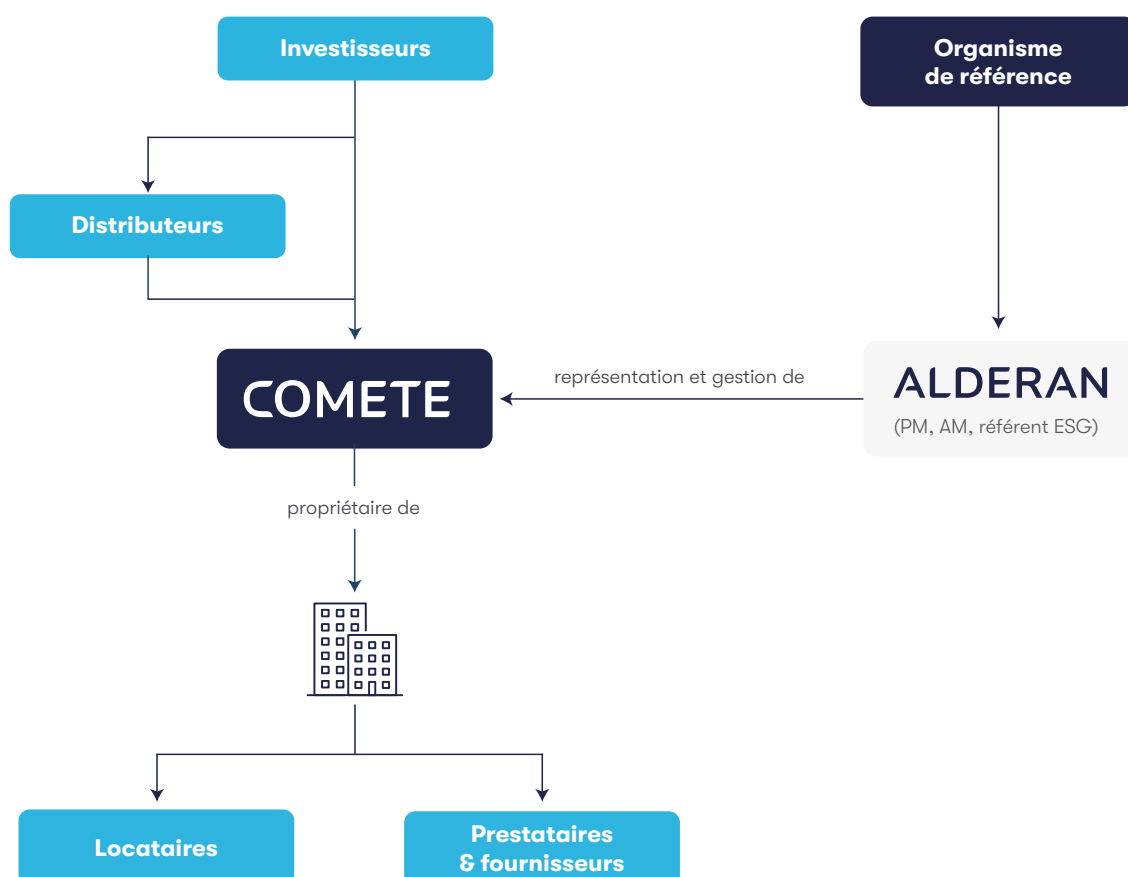 Investisseurs
Organisme
de référence
Distributeurs
COMETE
représentation et gestion de
ALDERAN
(PM, AM, référent ESG)
propriétaire de
Locataires
Prestataires
& fournisseurs